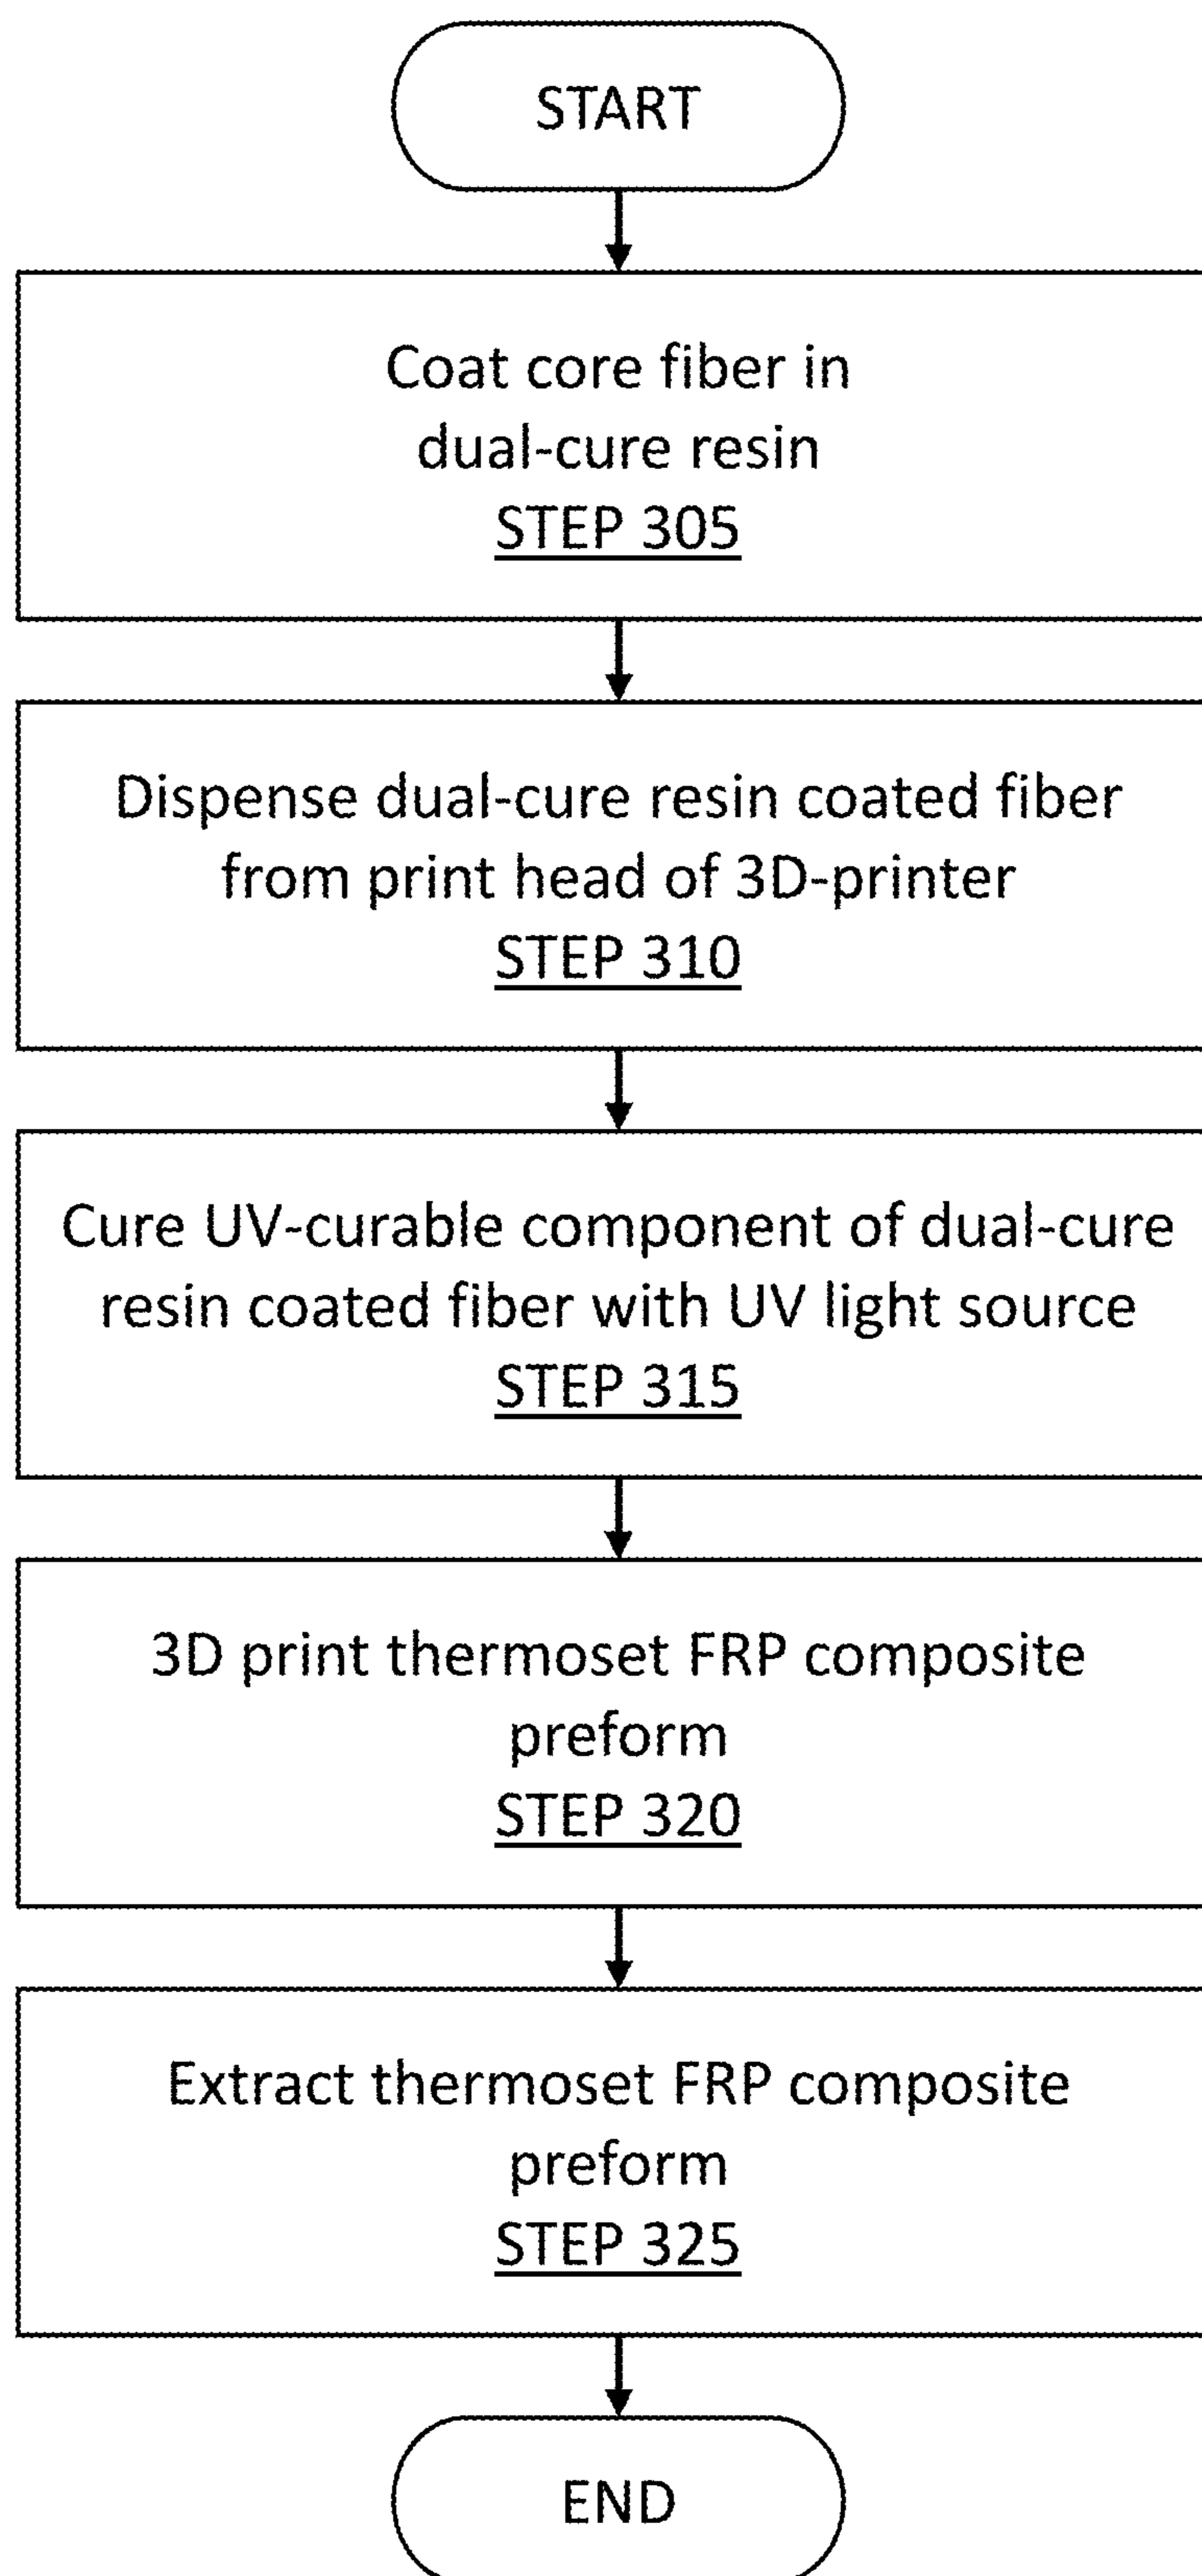 START
Coat core fiber in
dual-cure resin
STEP 305
Dispense dual-cure resin coated fiber
from print head of 3D-printer
STEP 310
Cure UV-curable component of dual-cure
resin coated fiber with UV light source
STEP 315
3D print thermoset FRP composite
preform
STEP 320
Extract thermoset FRP composite
preform
STEP 325
END